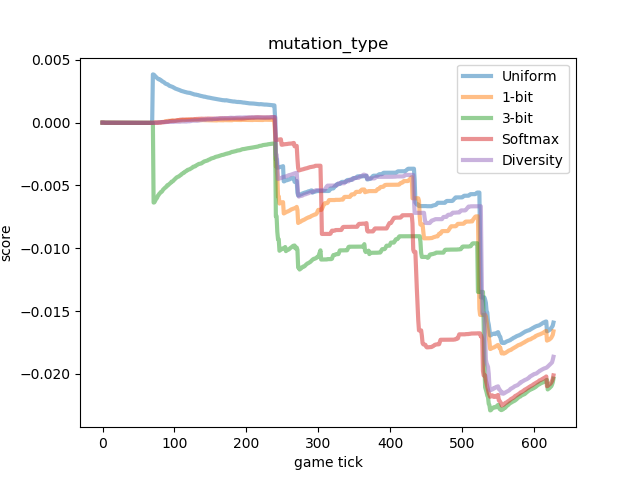 mutation_type
0.005
0.000
−0.005
−0.010
−0.015
−0.020
score
0
100
200
300
400
500
600
game tick
Uniform
1-bit
3-bit
Softmax
Diversity